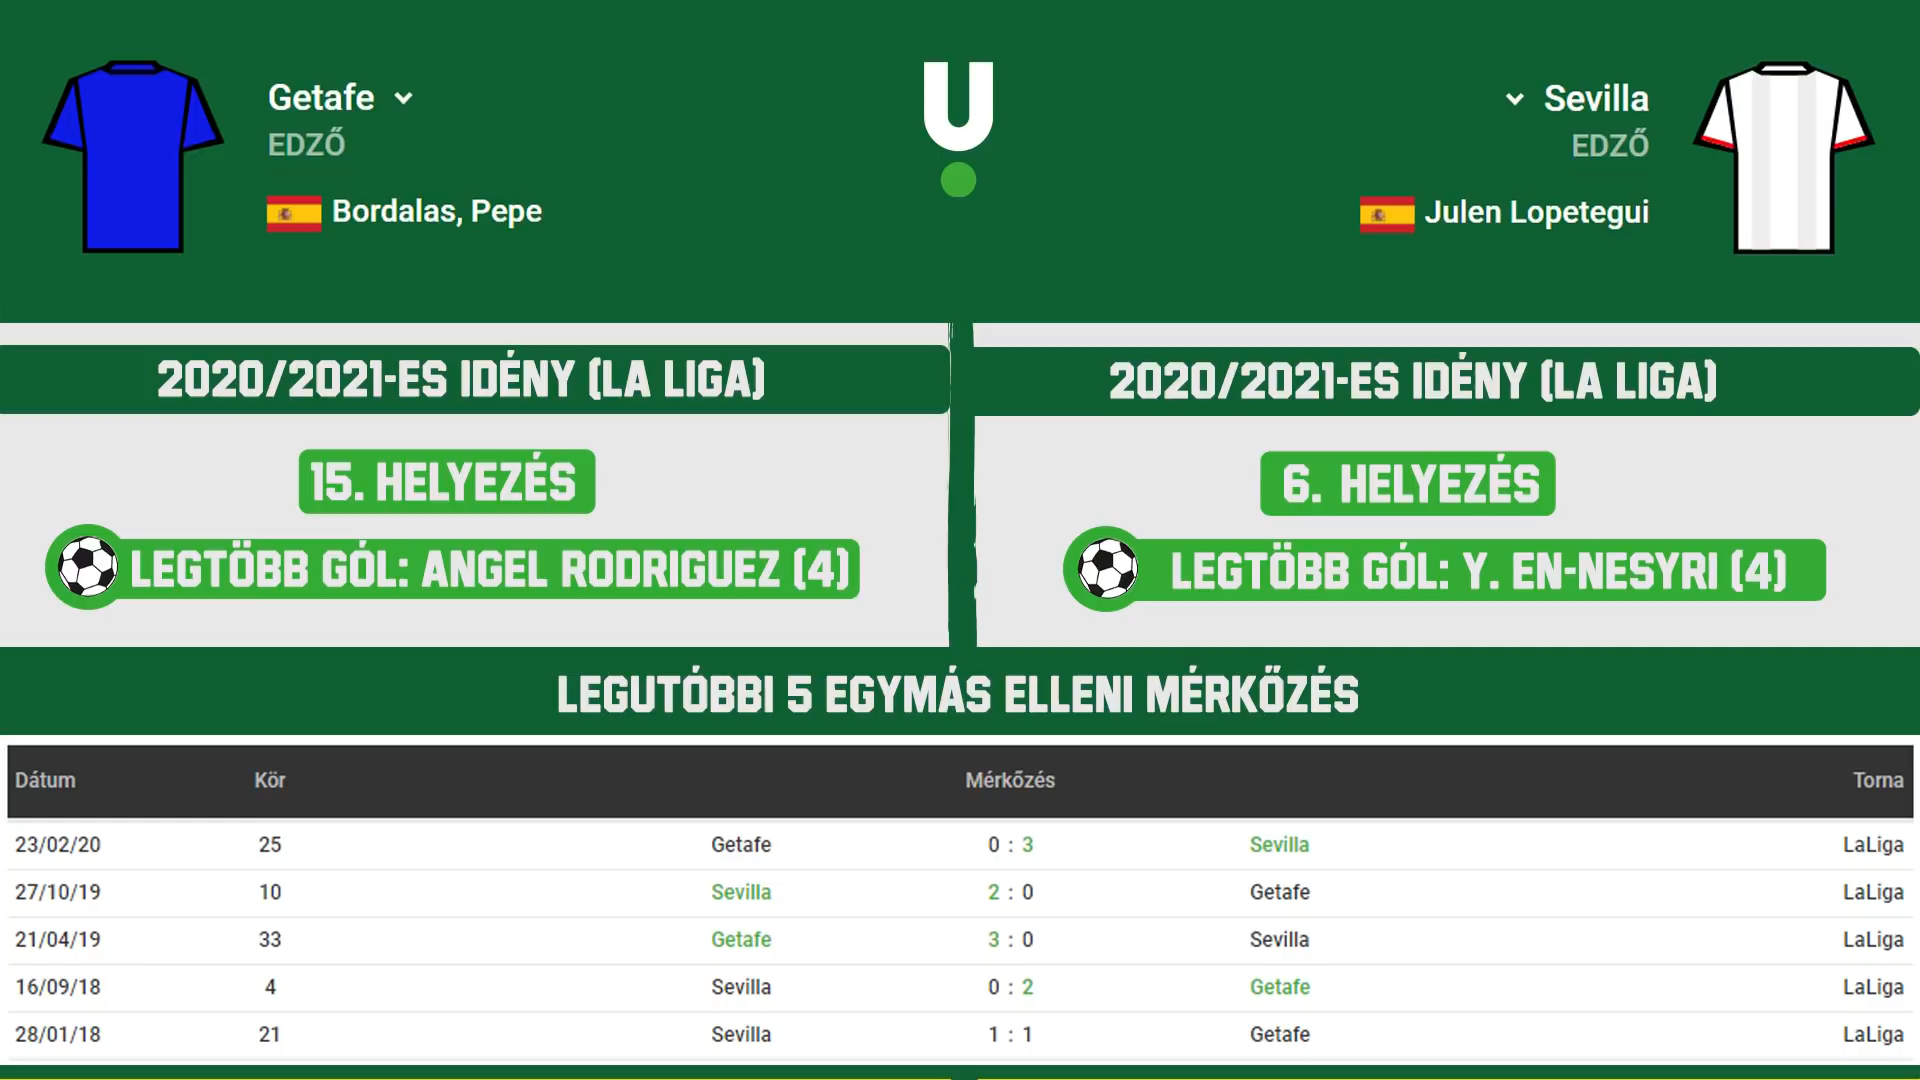 Getafe
EDZŐ
Bordalas, Pepe
U
Sevilla
EDZŐ
Julen Lopetegui
2020/2021-ES IDÉNY (LA LIGA)
15. HELYEZÉS
LEGTÖBB GÓL: ANGEL RODRIGUEZ (4)
2020/2021-ES IDÉNY (LA LIGA)
6. HELYEZÉS
LEGTÖBB GÓL: Y. EN-NESYRI (4)
LEGUTÓBBI 5 EGYMÁS ELLENI MÉRKŐZÉS
Dátum Kör Mérkőzés Torna
23/02/20 25 Getafe 0 : 3 Sevilla LaLiga
27/10/19 10 Sevilla 2 : 0 Getafe LaLiga
21/04/19 33 Getafe 3 : 0 Sevilla LaLiga
16/09/18 4 Sevilla 0 : 2 Getafe LaLiga
28/01/18 21 Sevilla 1 : 1 Getafe LaLiga